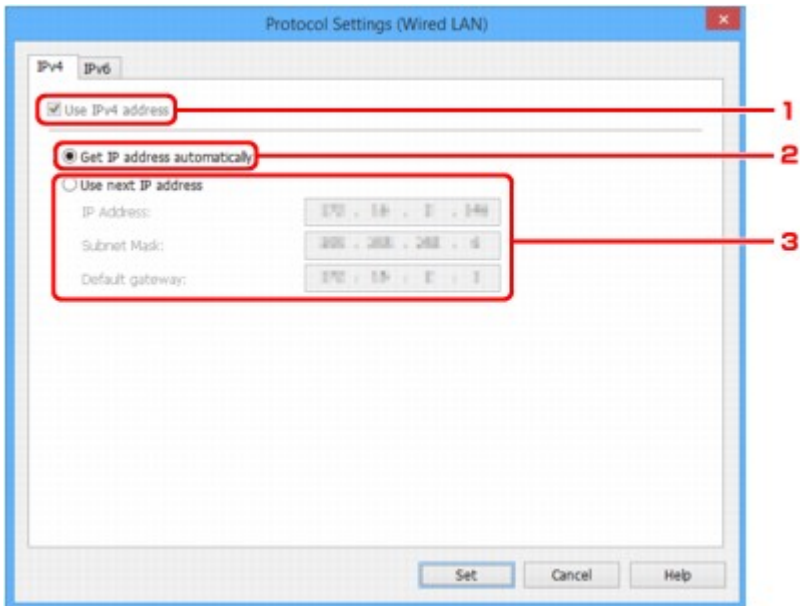 Protocol Settings (Wired LAN)
IPv4 IPv6
Use IPv4 address
1
Get IP address automatically
2
Use next IP address
IP Address:
Subnet Mask:
3
Default gateway:
Set Cancel Help